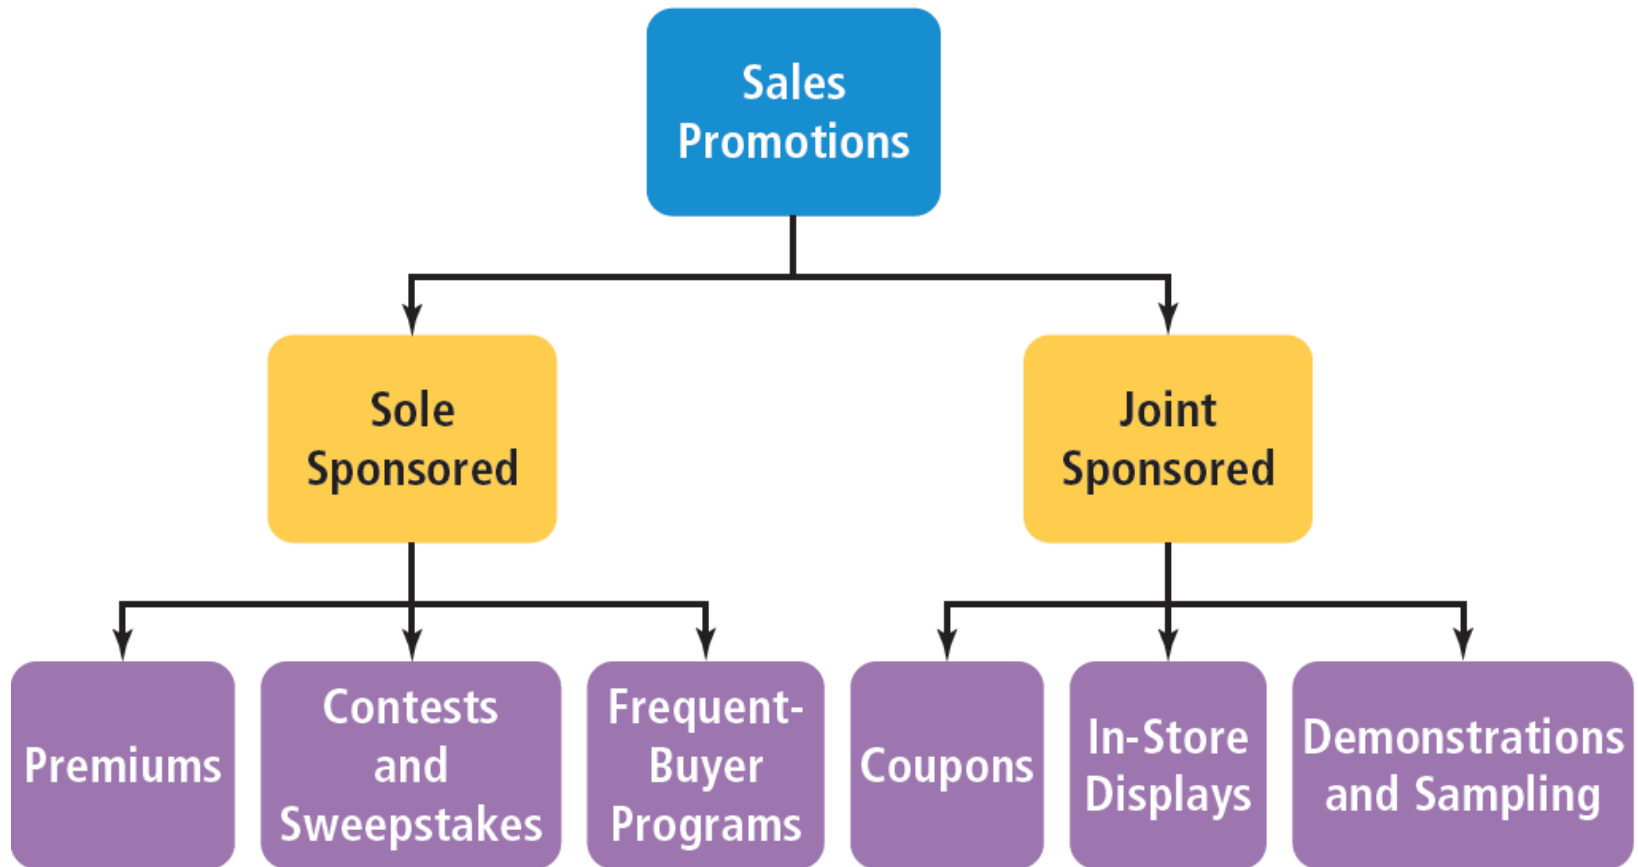 Sales
Promotions
Sole
Sponsored
Joint
Sponsored
Premiums
Contests
and
Sweepstakes
Frequent-
Buyer
Programs
Coupons
In-Store
Displays
Demonstrations
and Sampling